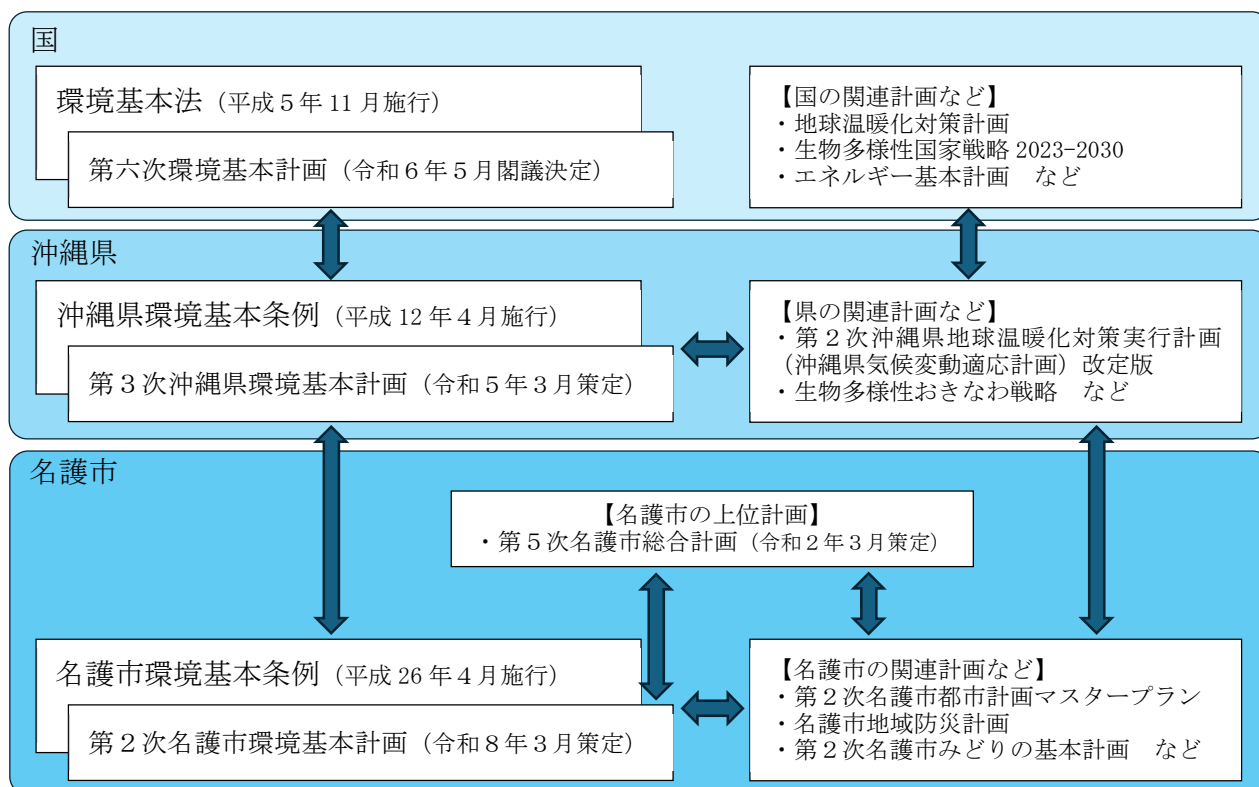 国
環境基本法（平成５年 11 月施行）
第六次環境基本計画（令和６年５月閣議決定）
【国の関連計画など】
・地球温暖化対策計画
・生物多様性国家戦略 2023-2030
・エネルギー基本計画　など
沖縄県
沖縄県環境基本条例（平成 12 年４月施行）
第３次沖縄県環境基本計画（令和５年３月策定）
【県の関連計画など】
・第２次沖縄県地球温暖化対策実行計画
（沖縄県気候変動適応計画）改定版
・生物多様性おきなわ戦略　など
名護市
【名護市の上位計画】
・第５次名護市総合計画（令和２年３月策定）
名護市環境基本条例（平成 26 年４月施行）
第２次名護市環境基本計画（令和８年３月策定）
【名護市の関連計画など】
・第２次名護市都市計画マスタープラン
・名護市地域防災計画
・第２次名護市みどりの基本計画　など